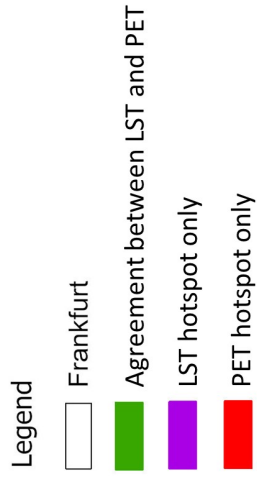 Legend
Frankfurt
Agreement between LST and PET
LST hotspot only
PET hotspot only